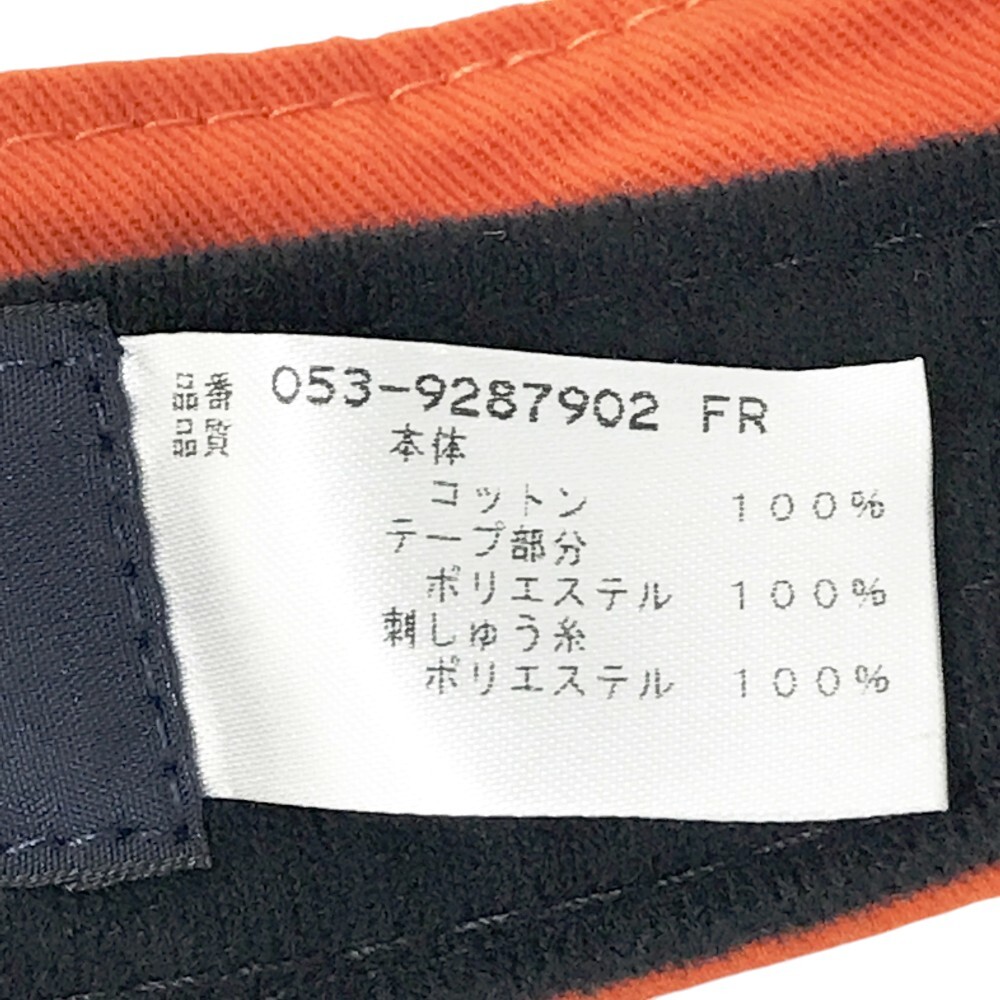 品番 053-9287902 FR
品質
本体
コットン 100%
テープ部分
ポリエステル 100%
刺しゅう糸
ポリエステル 100%